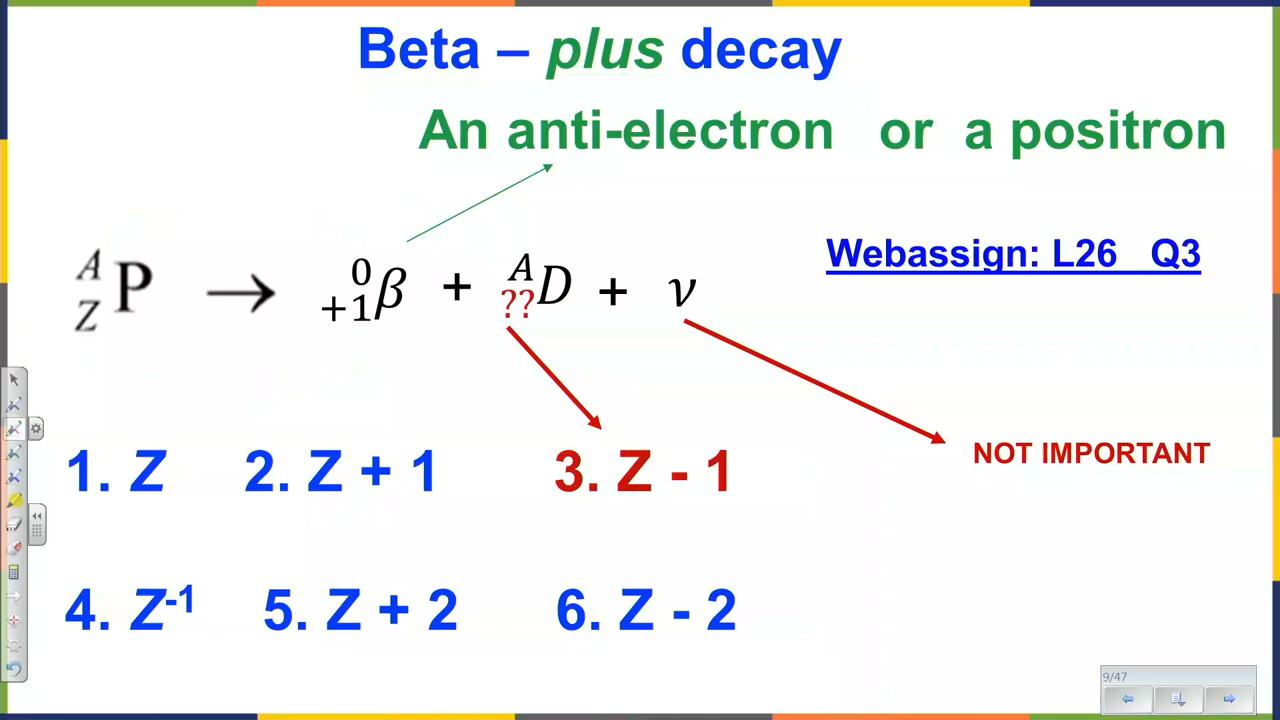 Beta – plus decay
An anti-electron or a positron
Webassign: L26 Q3
A Z P → 0 +1 β + A ?? D + ν
1. Z 2. Z + 1 3. Z - 1
NOT IMPORTANT
4. Z-1 5. Z + 2 6. Z - 2
9/47